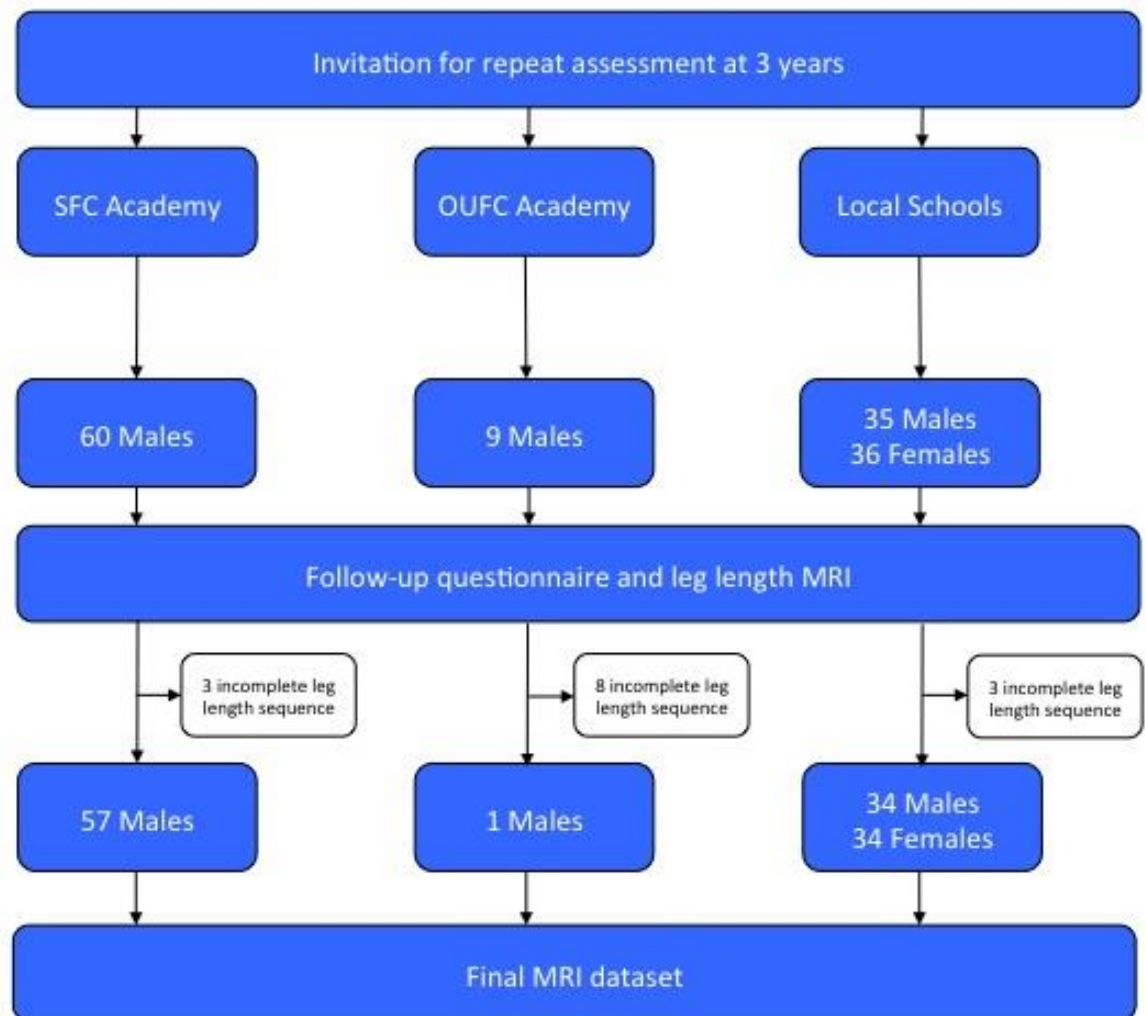 Invitation for repeat assessment at 3 years
SFC Academy
OUFC Academy
Local Schools
60 Males
9 Males
35 Males
36 Females
Follow-up questionnaire and leg length MRI
3 incomplete leg
length sequence
8 incomplete leg
length sequence
3 incomplete leg
length sequence
57 Males
1 Males
34 Males
34 Females
Final MRI dataset